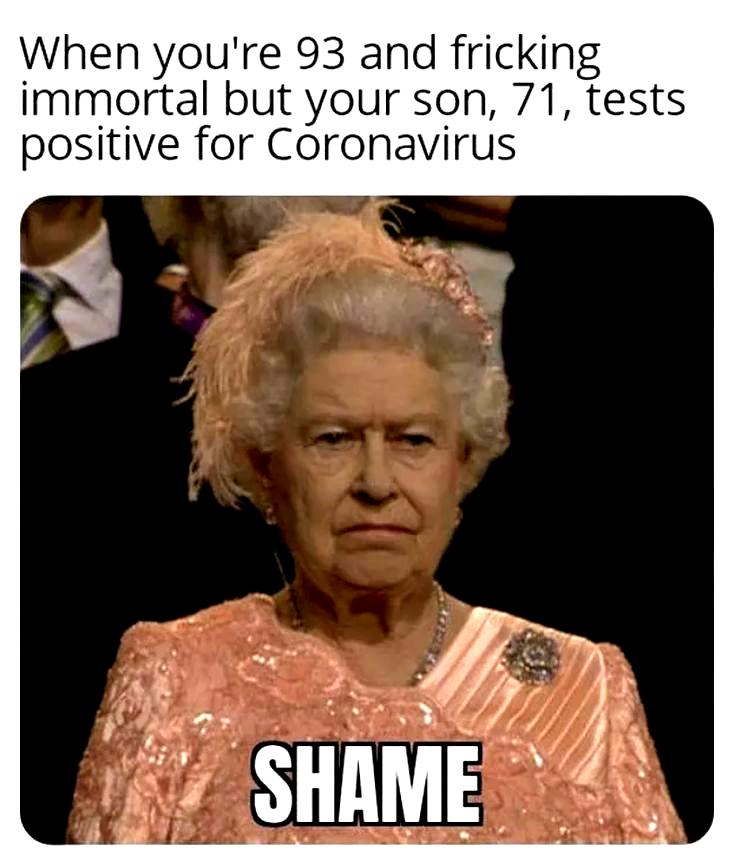 When you're 93 and fricking
immortal but your son, 71, tests
positive for Coronavirus
SHAME